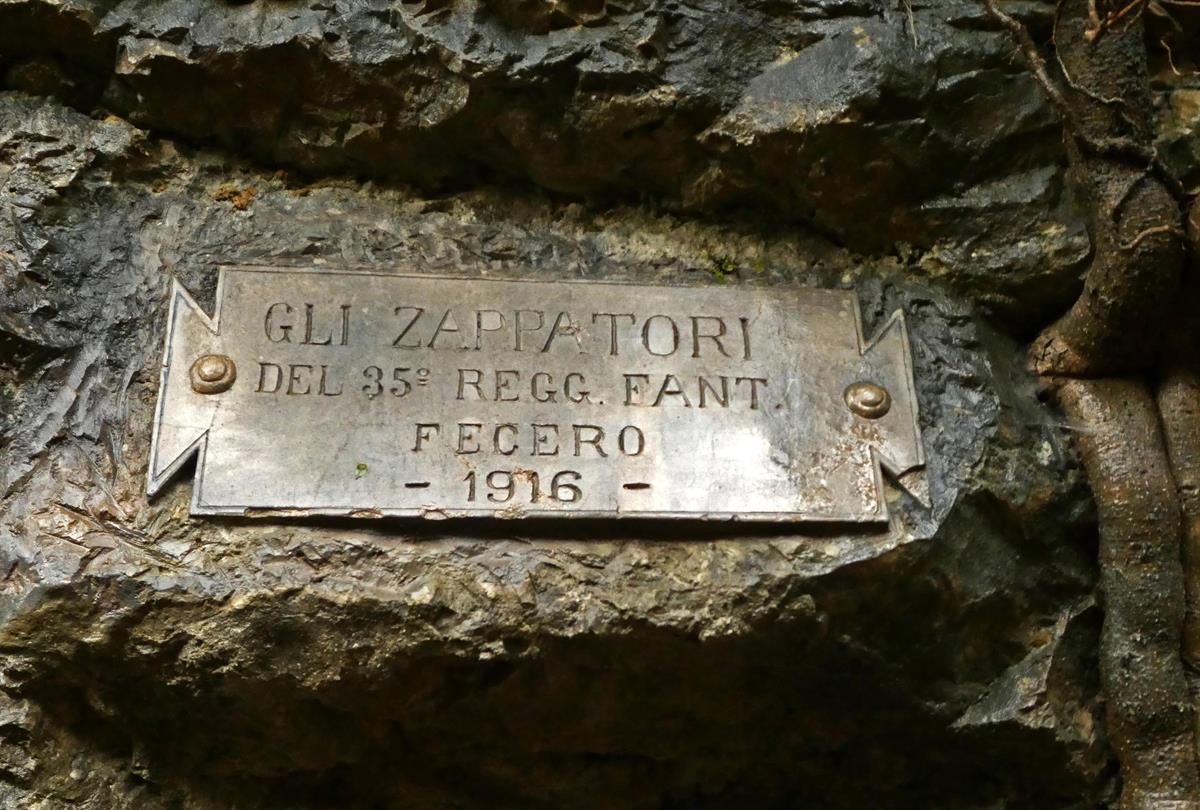 GLI ZAPPATORI
DEL 35º REGG. FANT.
FECERO
- 1916 -